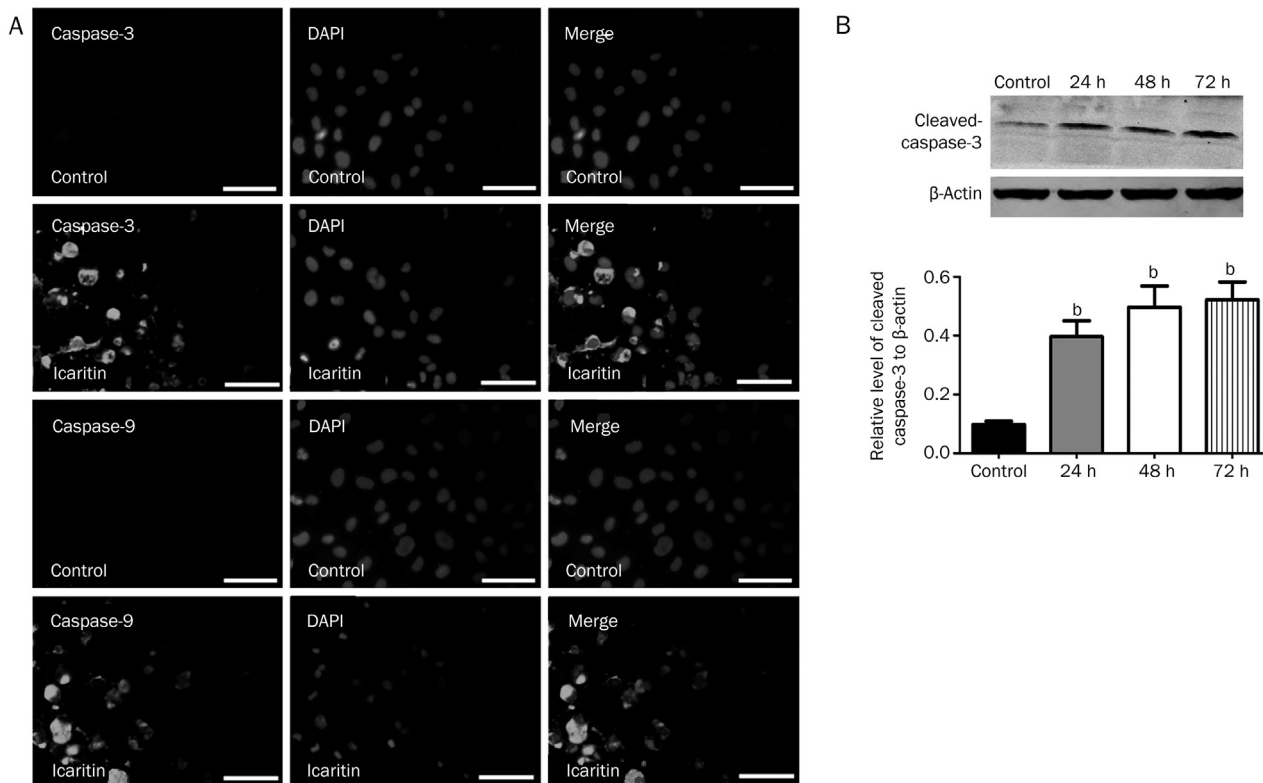 A
Caspase-3
DAPI
Merge
Control
Control
Control
Caspase-3
DAPI
Merge
Icaritin
Icaritin
Icaritin
Caspase-9
DAPI
Merge
Control
Control
Control
Caspase-9
DAPI
Merge
Icaritin
Icaritin
Icaritin
B
Control 24 h 48 h 72 h
Cleaved-
caspase-3
β-Actin
Relative level of cleaved
caspase-3 to β-actin
0.6
0.4
0.2
0.0
b
b
b
Control 24 h 48 h 72 h